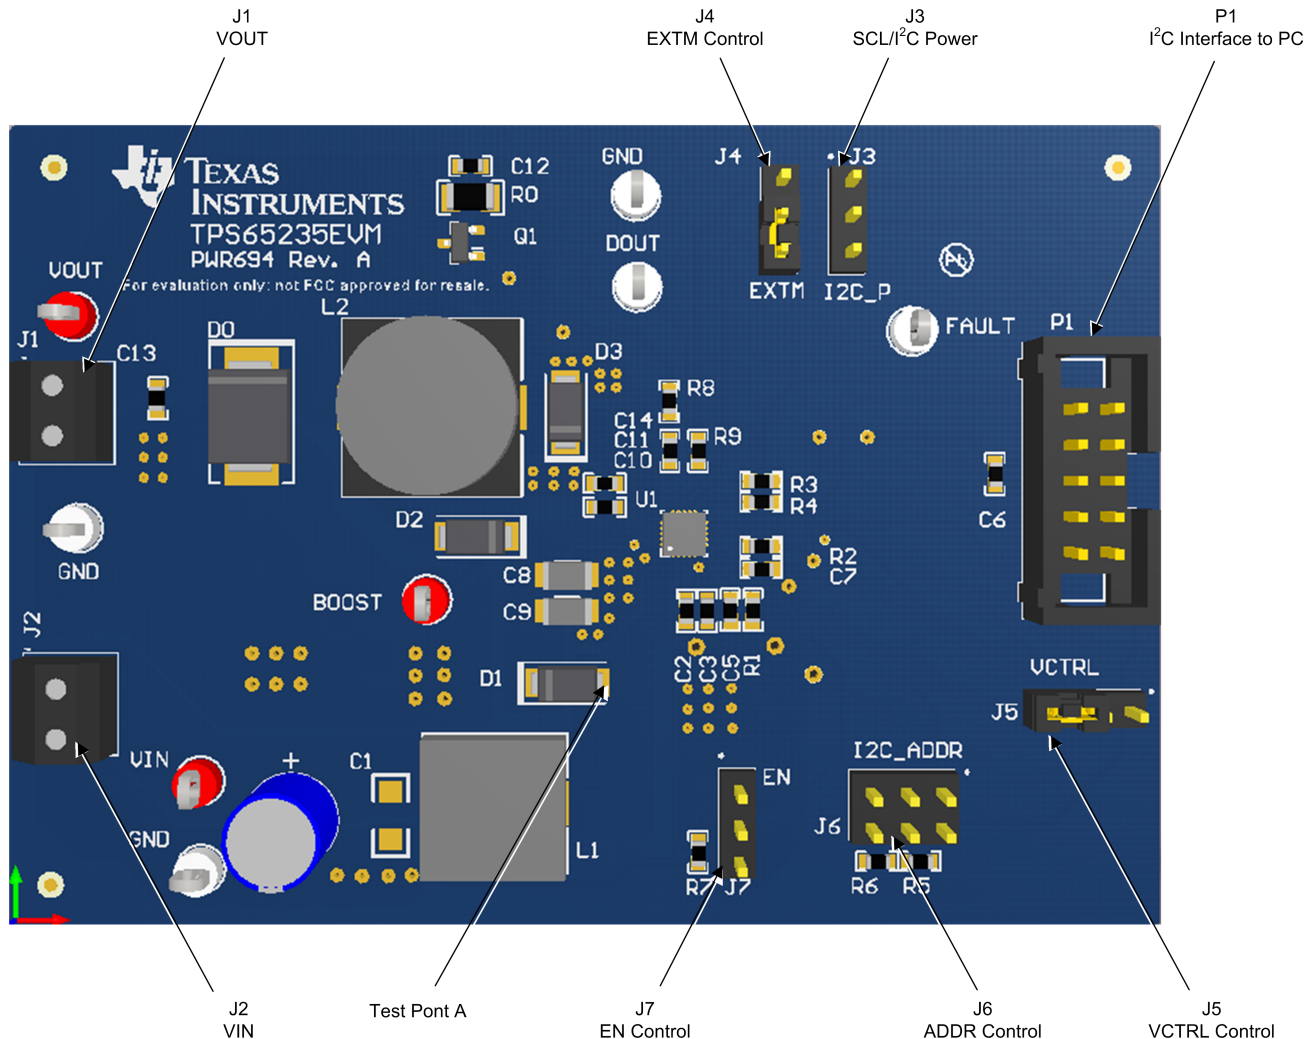 J1
VOUT
J4
EXTM Control
J3
SCL/I²C Power
P1
I²C Interface to PC
TEXAS
INSTRUMENTS
TPS65235EVM
PWR694 Rev. A
For evaluation only; not FCC approved for resale.
C12
R0
Q1
GND
DOUT
J4
J3
EXTM
I2C_P
Pb
FAULT
P1
VOUT
J1
C13
D0
L2
D3
R8
C14
C11
C10
R9
U1
R3
R4
C6
GND
D2
C8
C9
R2
C7
BOOST
J2
D1
C2
C3
C5
R1
VCTRL
J5
VIN
+
C1
GND
L1
EN
R7
J7
I2C_ADDR
J6
R6
R5
J2
VIN
Test Pont A
J7
EN Control
J6
ADDR Control
J5
VCTRL Control